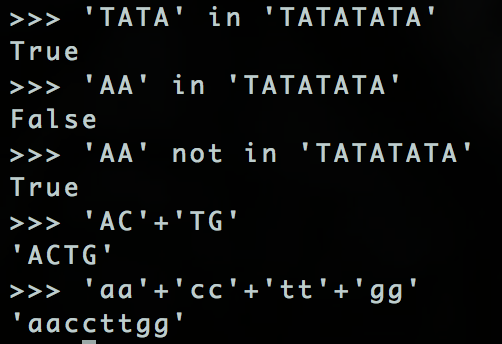 >>> 'TATA' in 'TATATATA'
True
>>> 'AA' in 'TATATATA'
False
>>> 'AA' not in 'TATATATA'
True
>>> 'AC'+'TG'
'ACTG'
>>> 'aa'+'cc'+'tt'+'gg'
'aaccttgg'